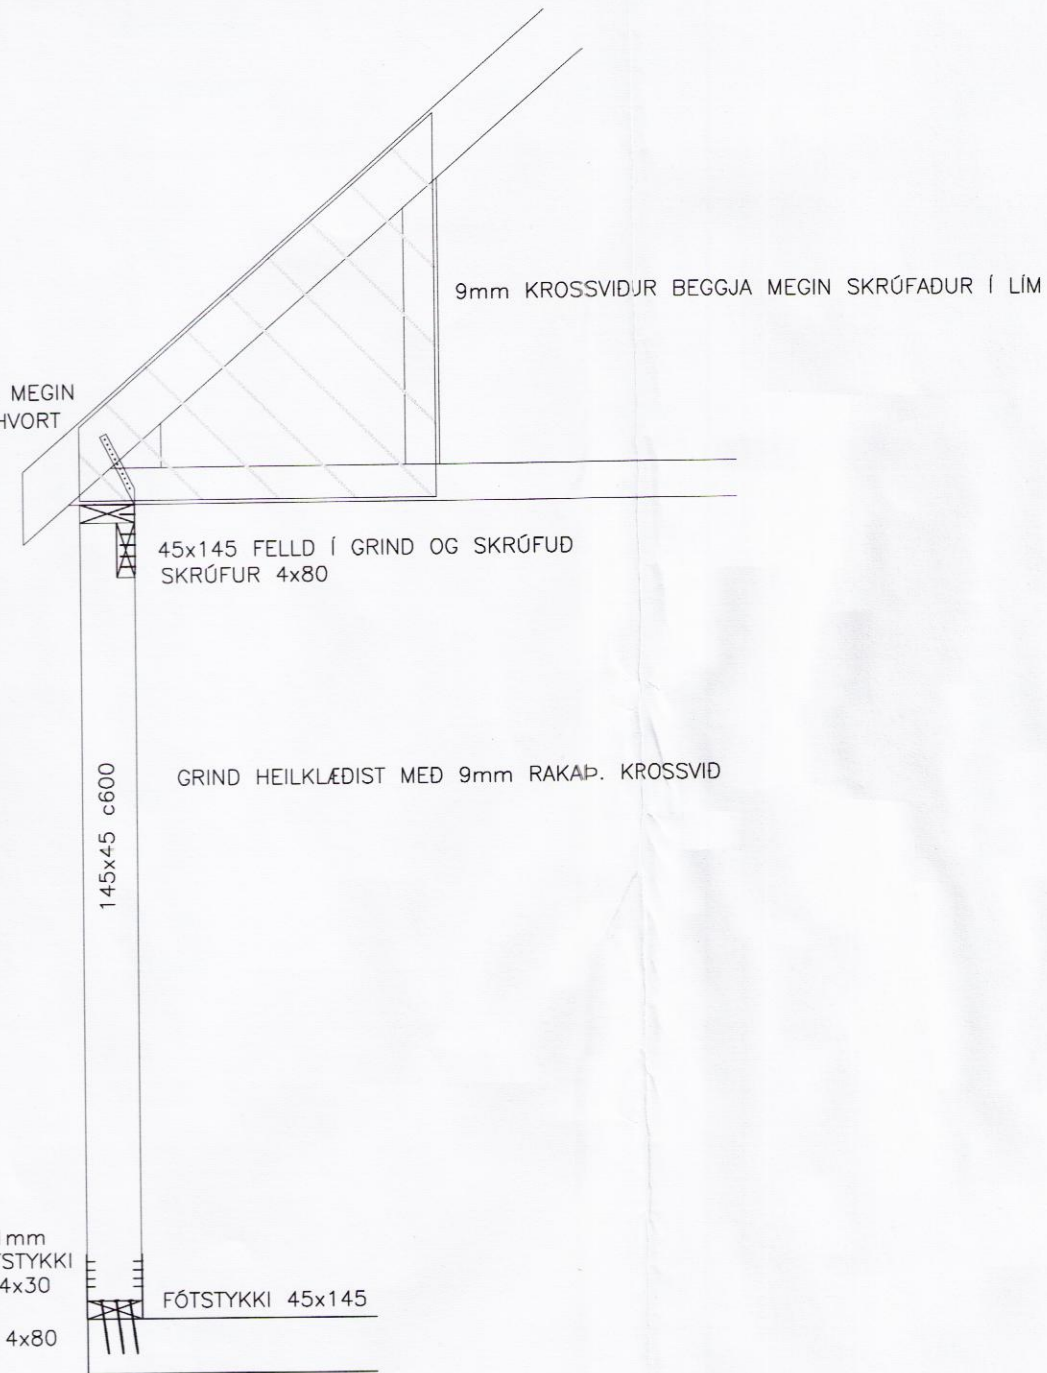 9mm KROSSVIÐUR BEGGJA MEGIN SKRÚFAÐUR Í LÍM
MEGIN
HVORT
45x145 FELLD Í GRIND OG SKRÚFUÐ
SKRÚFUR 4x80
145x45 c600
GRIND HEILKLÆÐIST MEÐ 9mm RAKAÞ. KROSSVIÐ
mm
STYKKI
4x30
FÓTSTYKKI 45x145
4x80